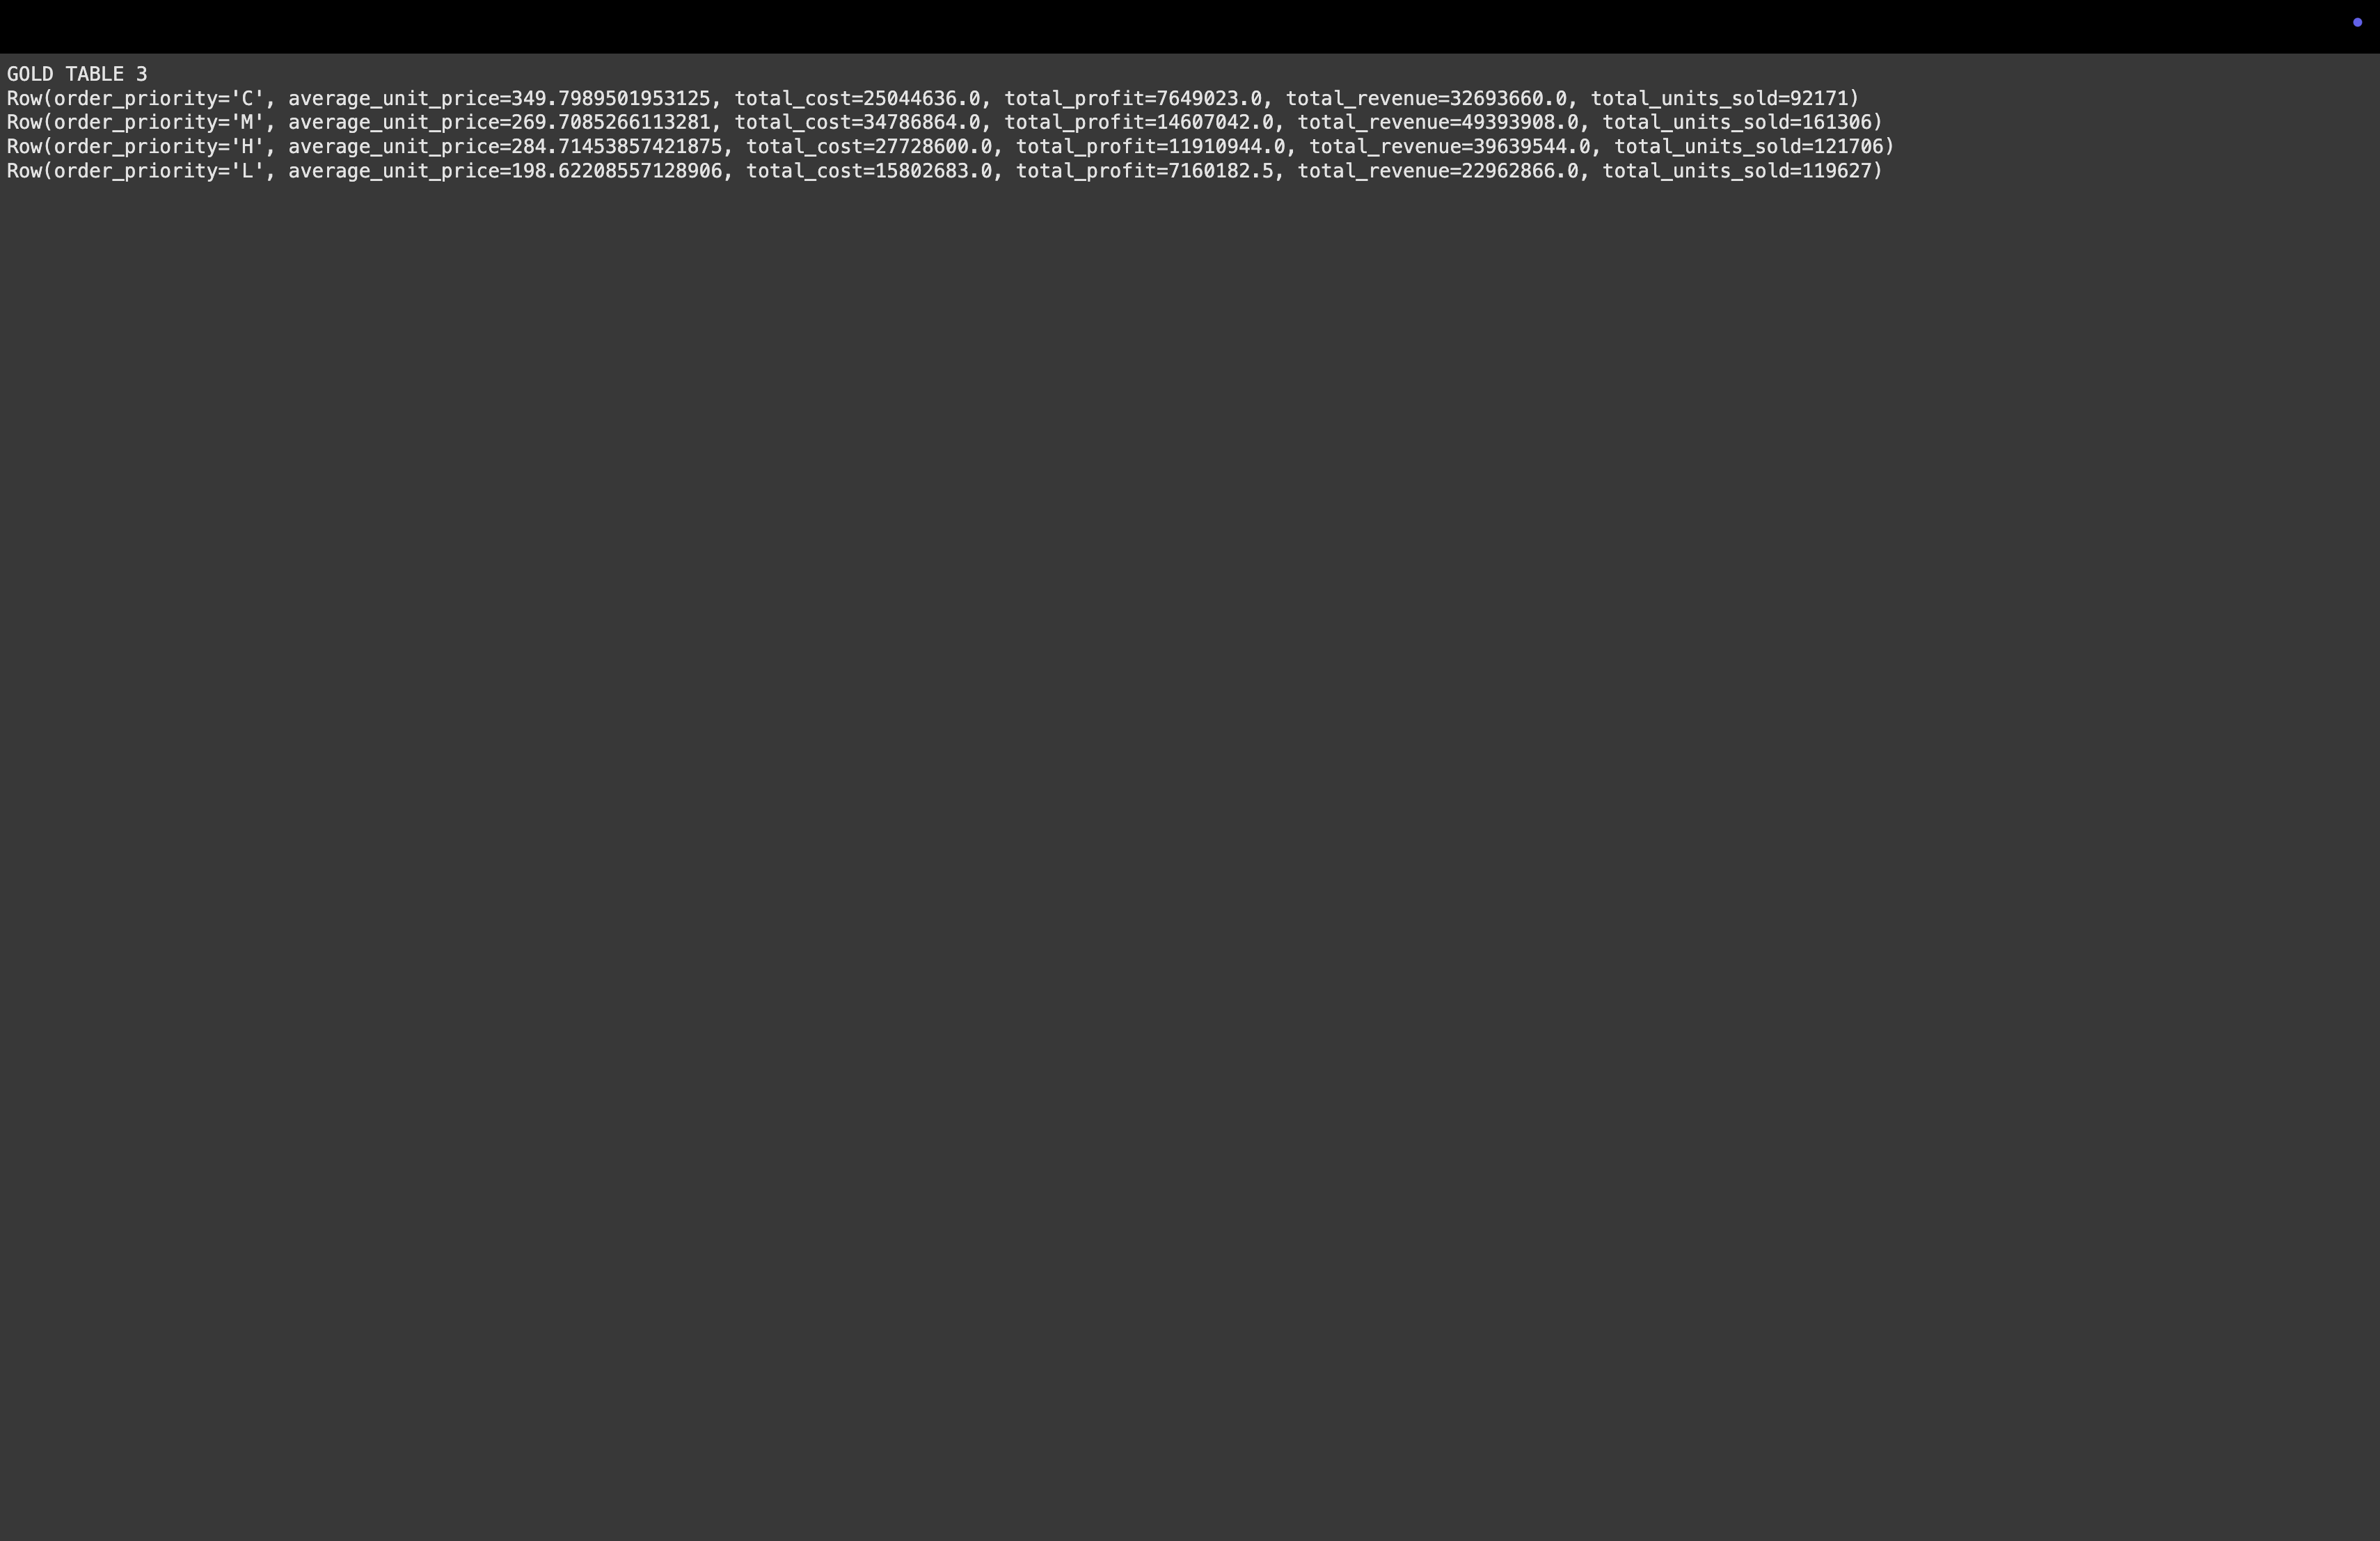 GOLD TABLE 3
Row(order_priority='C', average_unit_price=349.7989501953125, total_cost=25044636.0, total_profit=7649023.0, total_revenue=32693660.0, total_units_sold=92171)
Row(order_priority='M', average_unit_price=269.7085266113281, total_cost=34786864.0, total_profit=14607042.0, total_revenue=49393908.0, total_units_sold=161306)
Row(order_priority='H', average_unit_price=284.71453857421875, total_cost=27728600.0, total_profit=11910944.0, total_revenue=39639544.0, total_units_sold=121706)
Row(order_priority='L', average_unit_price=198.62208557128906, total_cost=15802683.0, total_profit=7160182.5, total_revenue=22962866.0, total_units_sold=119627)